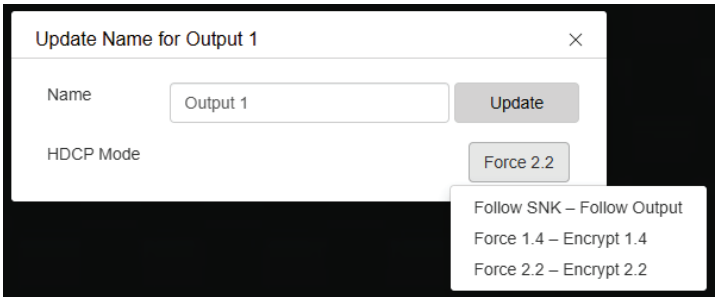 Update Name for Output 1 ×
Name Output 1 Update
HDCP Mode Force 2.2
Follow SNK – Follow Output
Force 1.4 – Encrypt 1.4
Force 2.2 – Encrypt 2.2